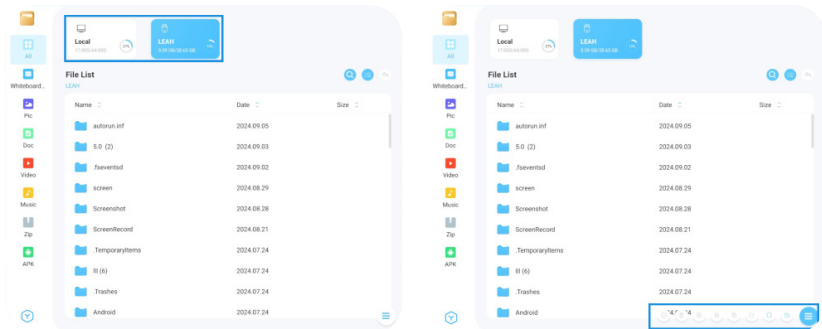 Local
LEAH
All
File List
LEAH
Whiteboard..
Name Date Size
Pic
autorun.inf 2024.09.05
Doc
5.0 (2) 2024.09.03
.fseventsd 2024.09.02
Video
screen 2024.08.29
Music
Screenshot 2024.08.28
Zip
ScreenRecord 2024.08.21
.TemporaryItems 2024.07.24
APK
III (6) 2024.07.24
.Trashes 2024.07.24
Android 2024.07.24
Local
LEAH
All
File List
LEAH
Whiteboard..
Name Date Size
Pic
autorun.inf 2024.09.05
Doc
5.0 (2) 2024.09.03
.fseventsd 2024.09.02
Video
screen 2024.08.29
Music
Screenshot 2024.08.28
Zip
ScreenRecord 2024.08.21
.TemporaryItems 2024.07.24
APK
III (6) 2024.07.24
.Trashes 2024.07.24
Android